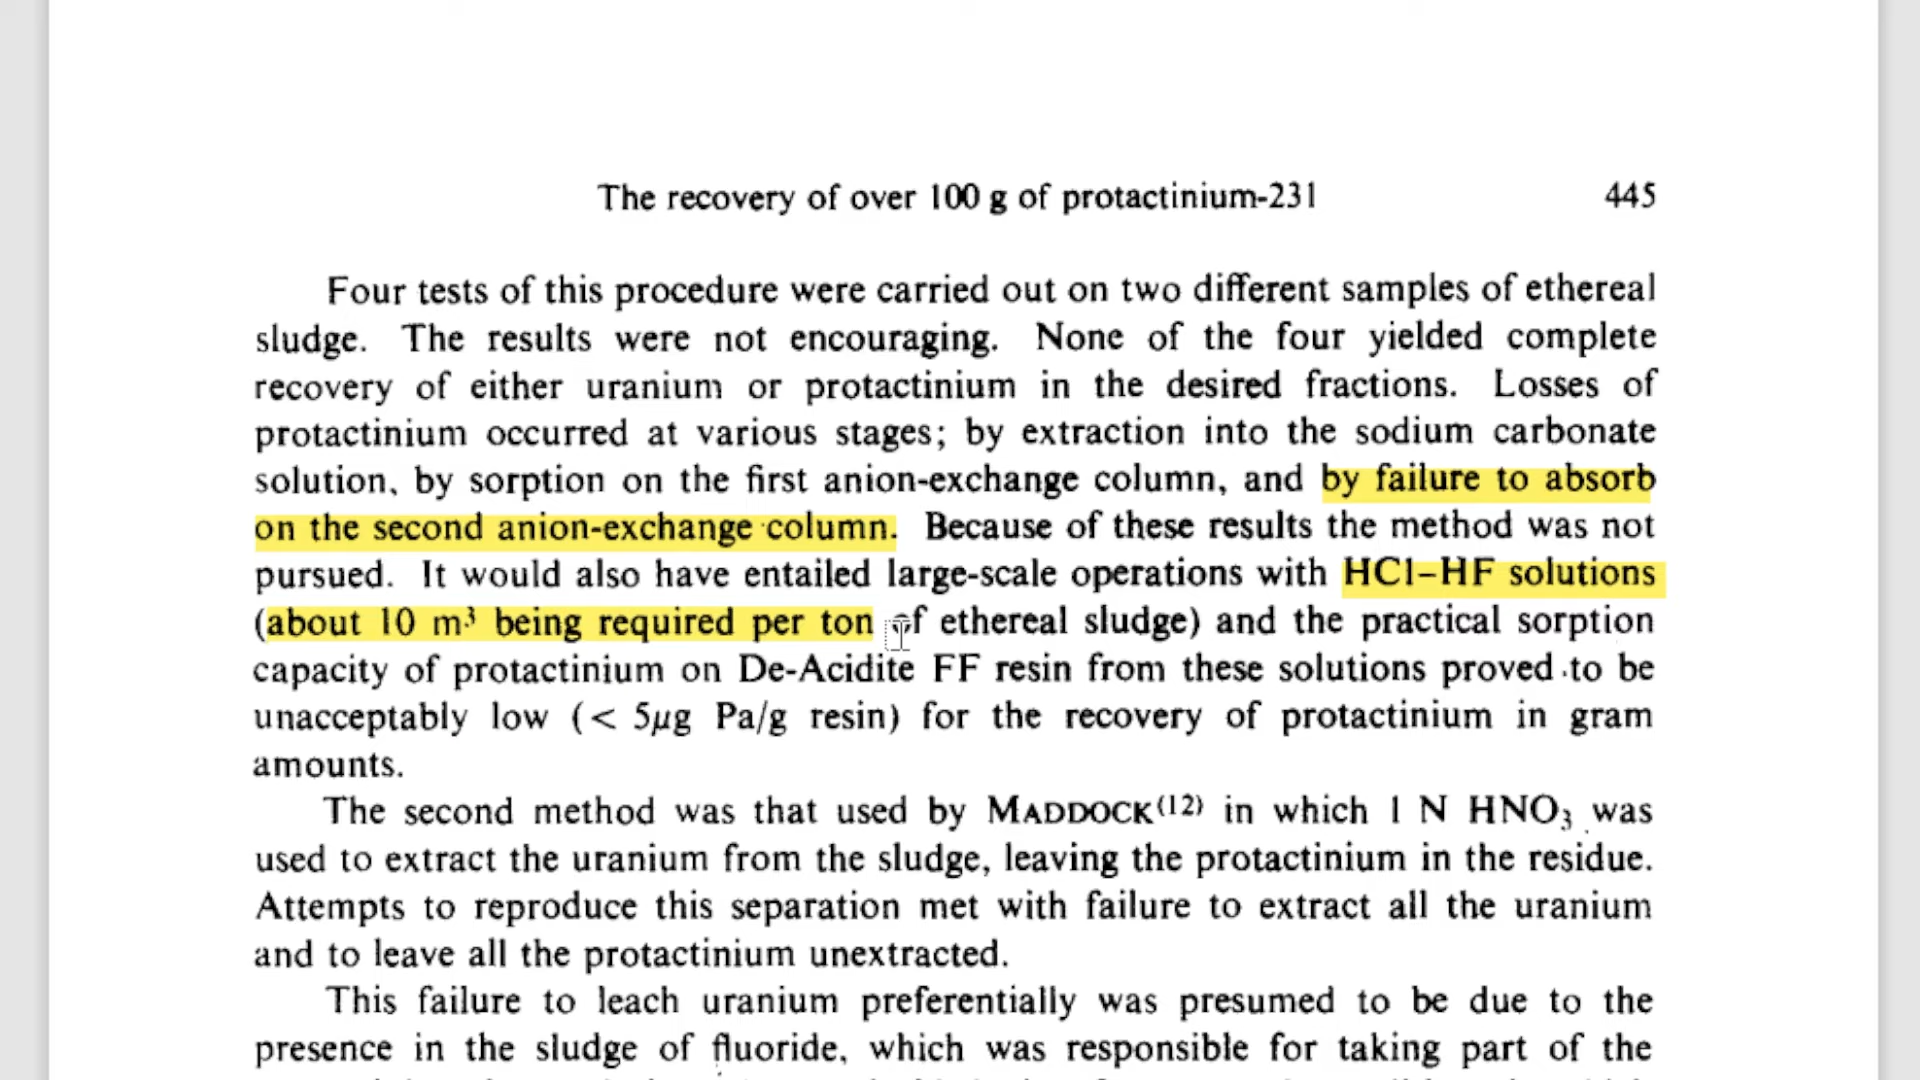 The recovery of over 100 g of protactinium-231 445
Four tests of this procedure were carried out on two different samples of ethereal
sludge. The results were not encouraging. None of the four yielded complete
recovery of either uranium or protactinium in the desired fractions. Losses of
protactinium occurred at various stages; by extraction into the sodium carbonate
solution, by sorption on the first anion-exchange column, and by failure to absorb
on the second anion-exchange column. Because of these results the method was not
pursued. It would also have entailed large-scale operations with HCl–HF solutions
(about 10 m³ being required per ton of ethereal sludge) and the practical sorption
capacity of protactinium on De-Acidite FF resin from these solutions proved to be
unacceptably low (< 5μg Pa/g resin) for the recovery of protactinium in gram
amounts.
The second method was that used by MADDOCK⁽¹²⁾ in which 1 N HNO₃ was
used to extract the uranium from the sludge, leaving the protactinium in the residue.
Attempts to reproduce this separation met with failure to extract all the uranium
and to leave all the protactinium unextracted.
This failure to leach uranium preferentially was presumed to be due to the
presence in the sludge of fluoride, which was responsible for taking part of the